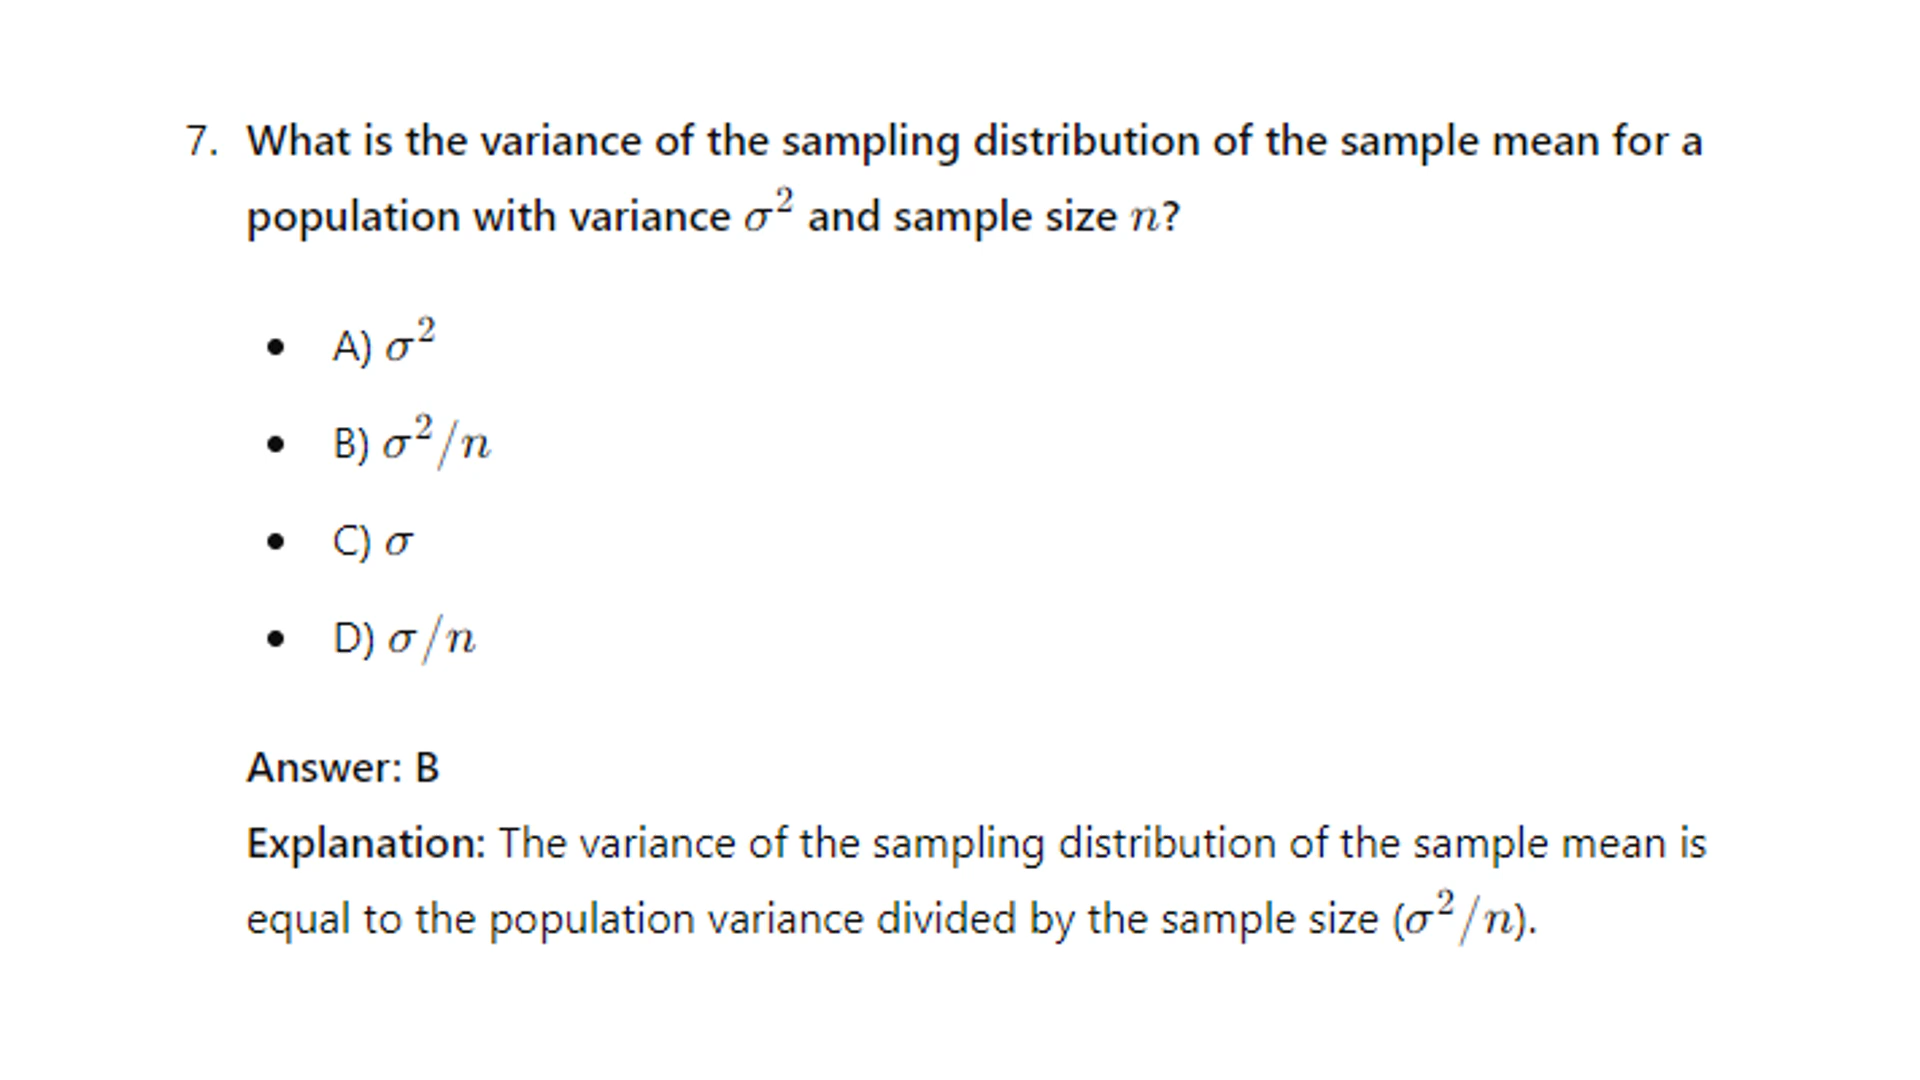 7. What is the variance of the sampling distribution of the sample mean for a
population with variance σ² and sample size n?
• A) σ²
• B) σ²/n
• C) σ
• D) σ/n
Answer: B
Explanation: The variance of the sampling distribution of the sample mean is
equal to the population variance divided by the sample size (σ²/n).